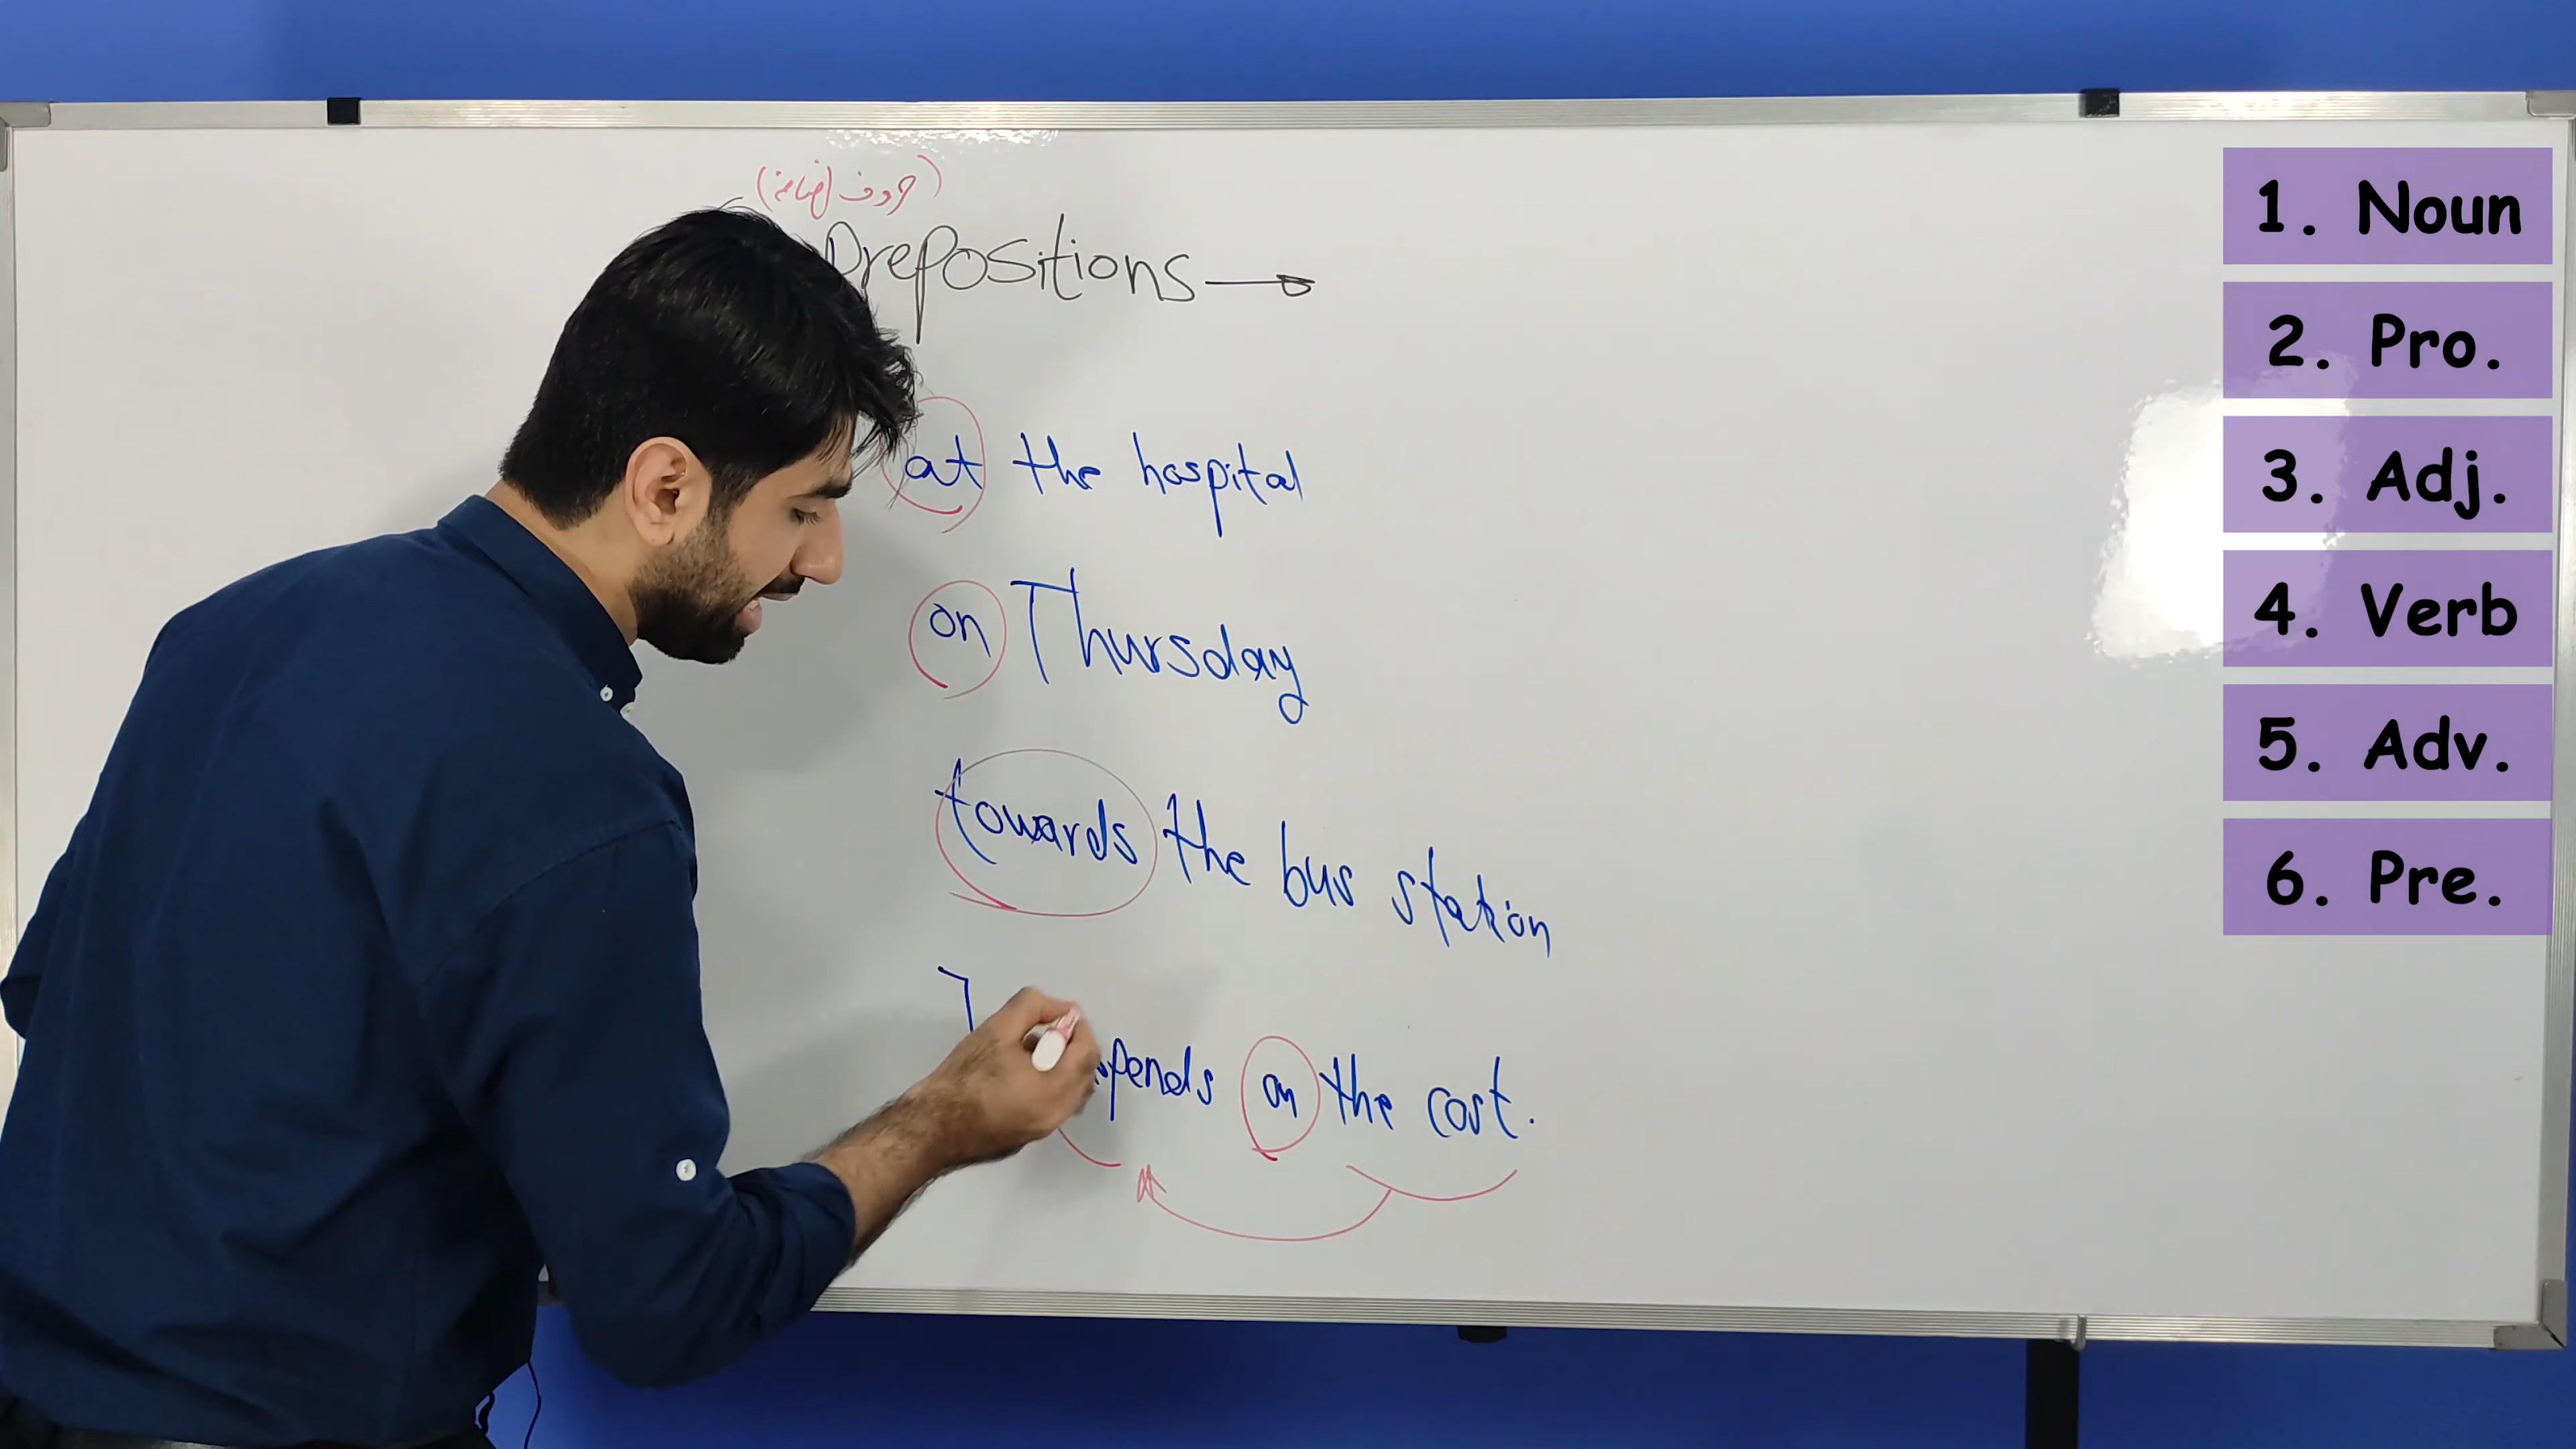 (حروف اضافه)
Prepositions →
at the hospital
on Thursday
towards the bus station
on the cost.
1. Noun
2. Pro.
3. Adj.
4. Verb
5. Adv.
6. Pre.